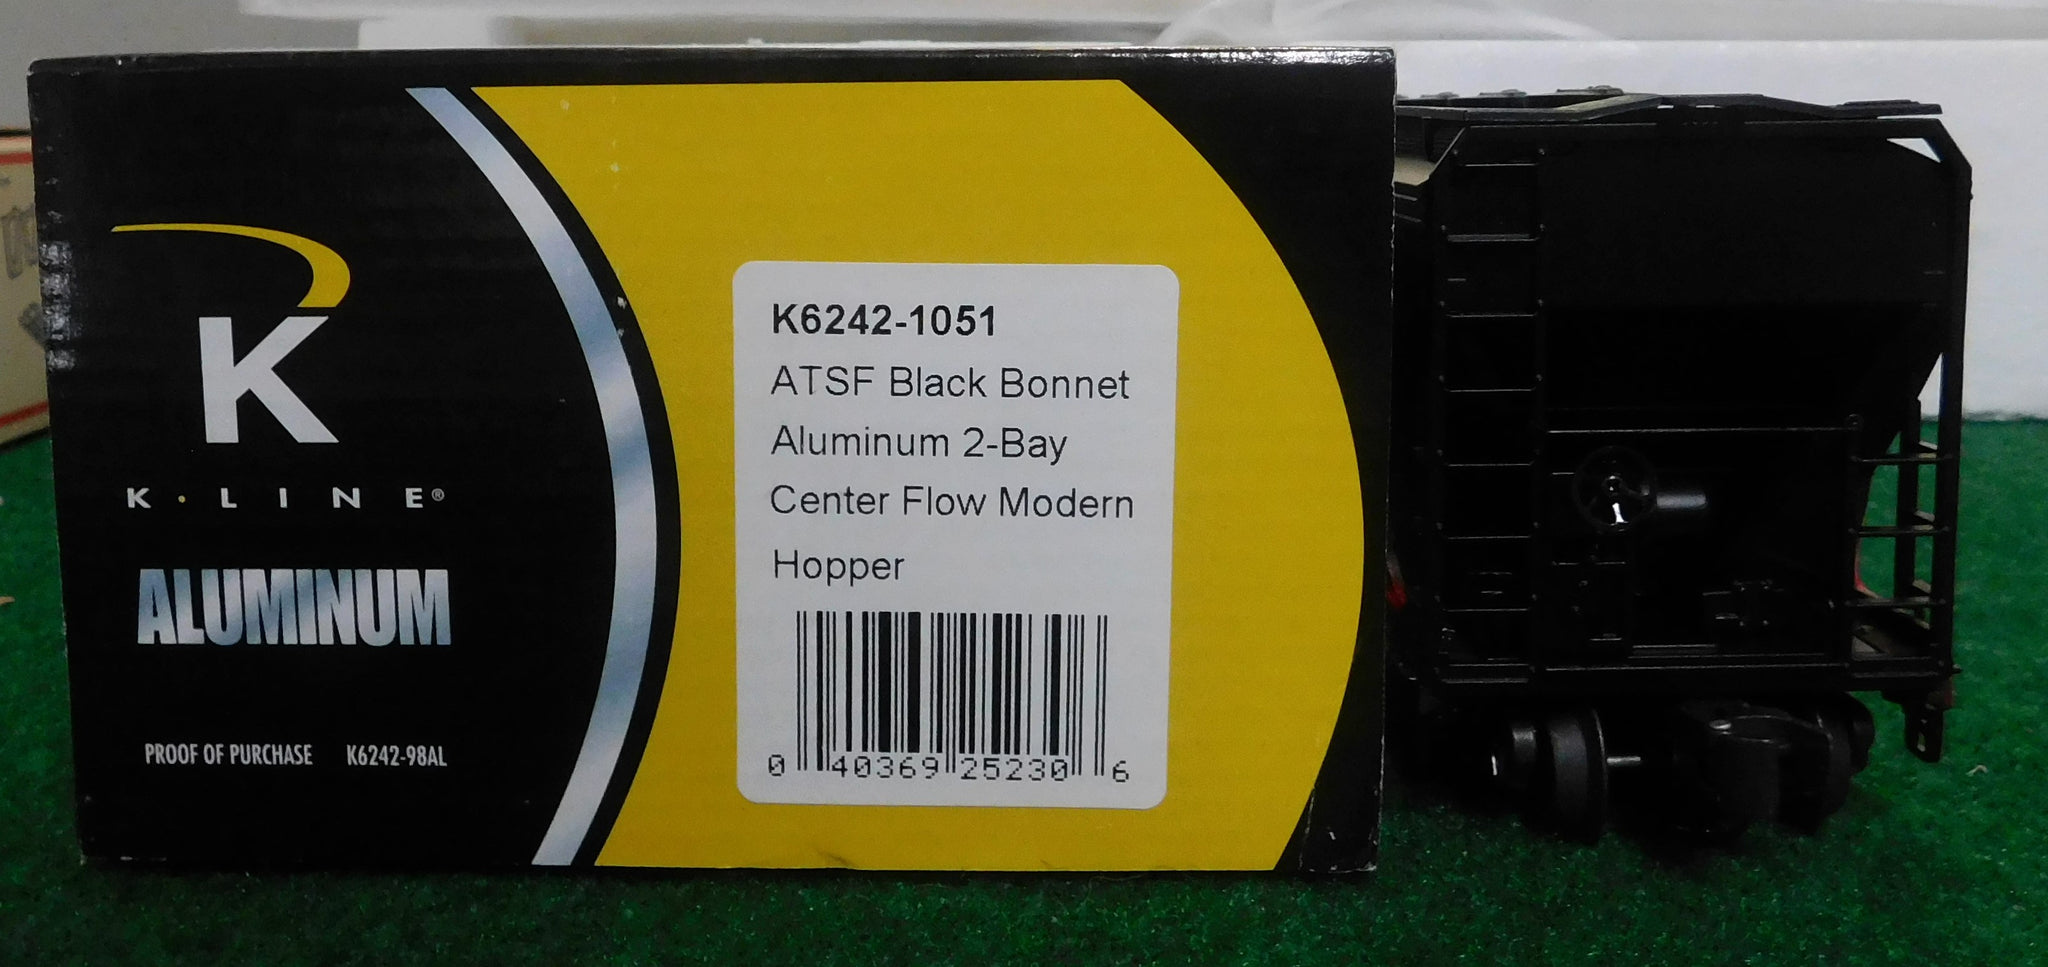 K
K·LINE®
ALUMINUM
PROOF OF PURCHASE K6242-98AL
K6242-1051
ATSF Black Bonnet
Aluminum 2-Bay
Center Flow Modern
Hopper
0 40369 25230 6